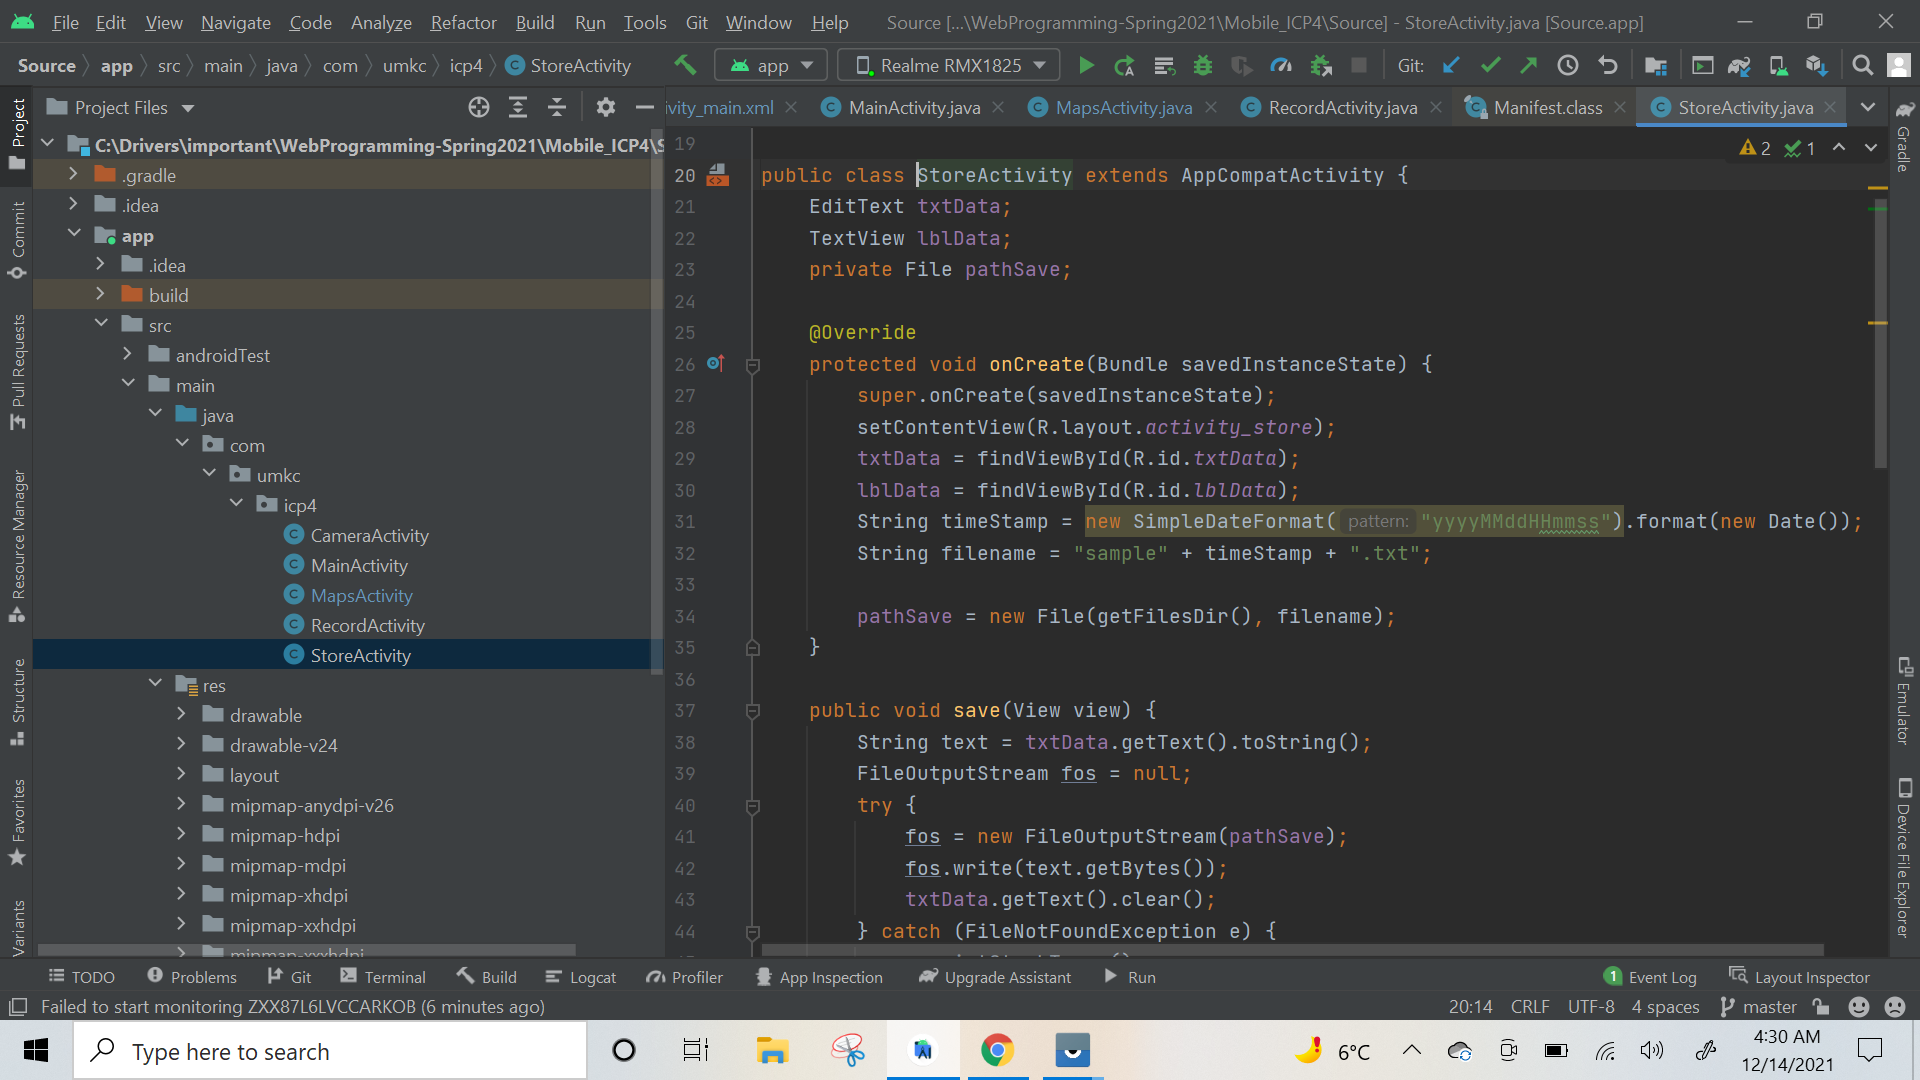 File Edit View Navigate Code Analyze Refactor Build Run Tools Git Window Help Source [...\WebProgramming-Spring2021\Mobile_ICP4\Source] - StoreActivity.java [Source.app]
Source app src main java com umkc icp4 StoreActivity app Realme RMX1825 Git:
Project Files
ivity_main.xml MainActivity.java MapsActivity.java RecordActivity.java Manifest.class StoreActivity.java
C:\Drivers\important\WebProgramming-Spring2021\Mobile_ICP4\S
.gradle
.idea
app
.idea
build
src
androidTest
main
java
com
umkc
icp4
CameraActivity
MainActivity
MapsActivity
RecordActivity
StoreActivity
res
drawable
drawable-v24
layout
mipmap-anydpi-v26
mipmap-hdpi
mipmap-mdpi
mipmap-xhdpi
mipmap-xxhdpi
mipmap-xxxhdpi
Project
Commit
Pull Requests
Resource Manager
Structure
Favorites
Variants
2 1
19
20 public class StoreActivity extends AppCompatActivity {
21 EditText txtData;
22 TextView lblData;
23 private File pathSave;
24
25 @Override
26 protected void onCreate(Bundle savedInstanceState) {
27 super.onCreate(savedInstanceState);
28 setContentView(R.layout.activity_store);
29 txtData = findViewById(R.id.txtData);
30 lblData = findViewById(R.id.lblData);
31 String timeStamp = new SimpleDateFormat( pattern: "yyyyMMddHHmmss").format(new Date());
32 String filename = "sample" + timeStamp + ".txt";
33
34 pathSave = new File(getFilesDir(), filename);
35 }
36
37 public void save(View view) {
38 String text = txtData.getText().toString();
39 FileOutputStream fos = null;
40 try {
41 fos = new FileOutputStream(pathSave);
42 fos.write(text.getBytes());
43 txtData.getText().clear();
44 } catch (FileNotFoundException e) {
Gradle
Emulator
Device File Explorer
TODO Problems Git Terminal Build Logcat Profiler App Inspection Upgrade Assistant Run 1 Event Log Layout Inspector
Failed to start monitoring ZXX87L6LVCCARKOB (6 minutes ago) 20:14 CRLF UTF-8 4 spaces master
Type here to search
6°C
4:30 AM
12/14/2021